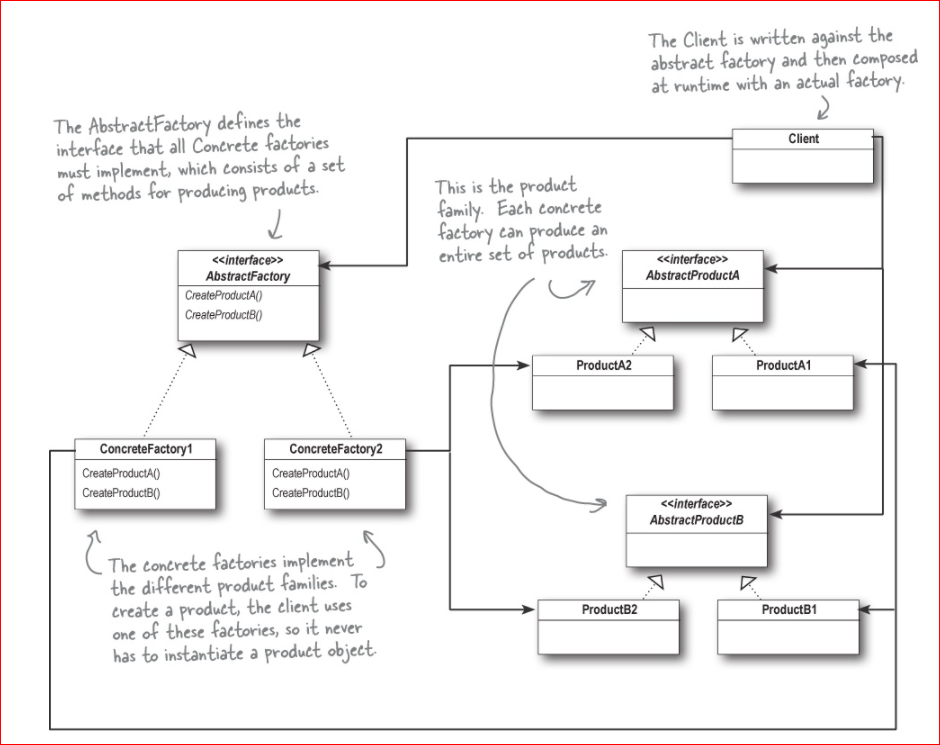 The Client is written against the
abstract factory and then composed
at runtime with an actual factory.
The AbstractFactory defines the
interface that all Concrete factories
must implement, which consists of a set
of methods for producing products.
Client
This is the product
family. Each concrete
factory can produce an
entire set of products.
<<interface>>
AbstractFactory
CreateProductA()
CreateProductB()
<<interface>>
AbstractProductA
ProductA2
ProductA1
ConcreteFactory1
CreateProductA()
CreateProductB()
ConcreteFactory2
CreateProductA()
CreateProductB()
<<interface>>
AbstractProductB
ProductB2
ProductB1
The concrete factories implement
the different product families. To
create a product, the client uses
one of these factories, so it never
has to instantiate a product object.